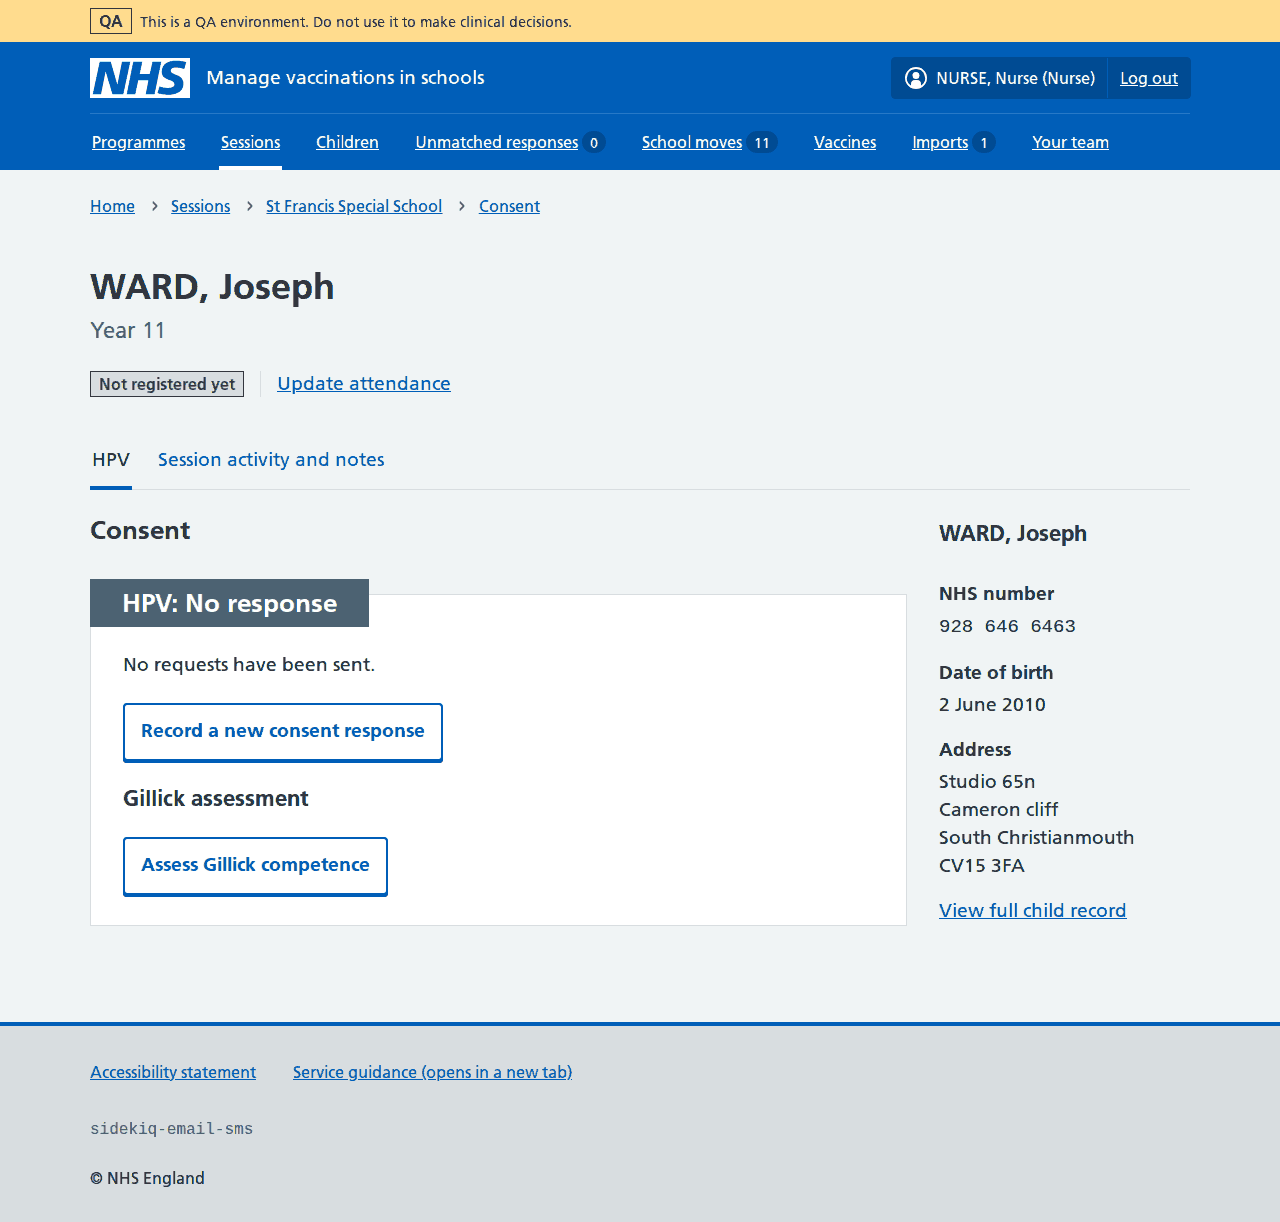 QA This is a QA environment. Do not use it to make clinical decisions.
NHS Manage vaccinations in schools NURSE, Nurse (Nurse) Log out
Programmes Sessions Children Unmatched responses 0 School moves 11 Vaccines Imports 1 Your team
Home › Sessions › St Francis Special School › Consent
WARD, Joseph
Year 11
Not registered yet Update attendance
HPV Session activity and notes
Consent
HPV: No response
No requests have been sent.
Record a new consent response
Gillick assessment
Assess Gillick competence
WARD, Joseph
NHS number
928 646 6463
Date of birth
2 June 2010
Address
Studio 65n
Cameron cliff
South Christianmouth
CV15 3FA
View full child record
Accessibility statement Service guidance (opens in a new tab)
sidekiq-email-sms
© NHS England